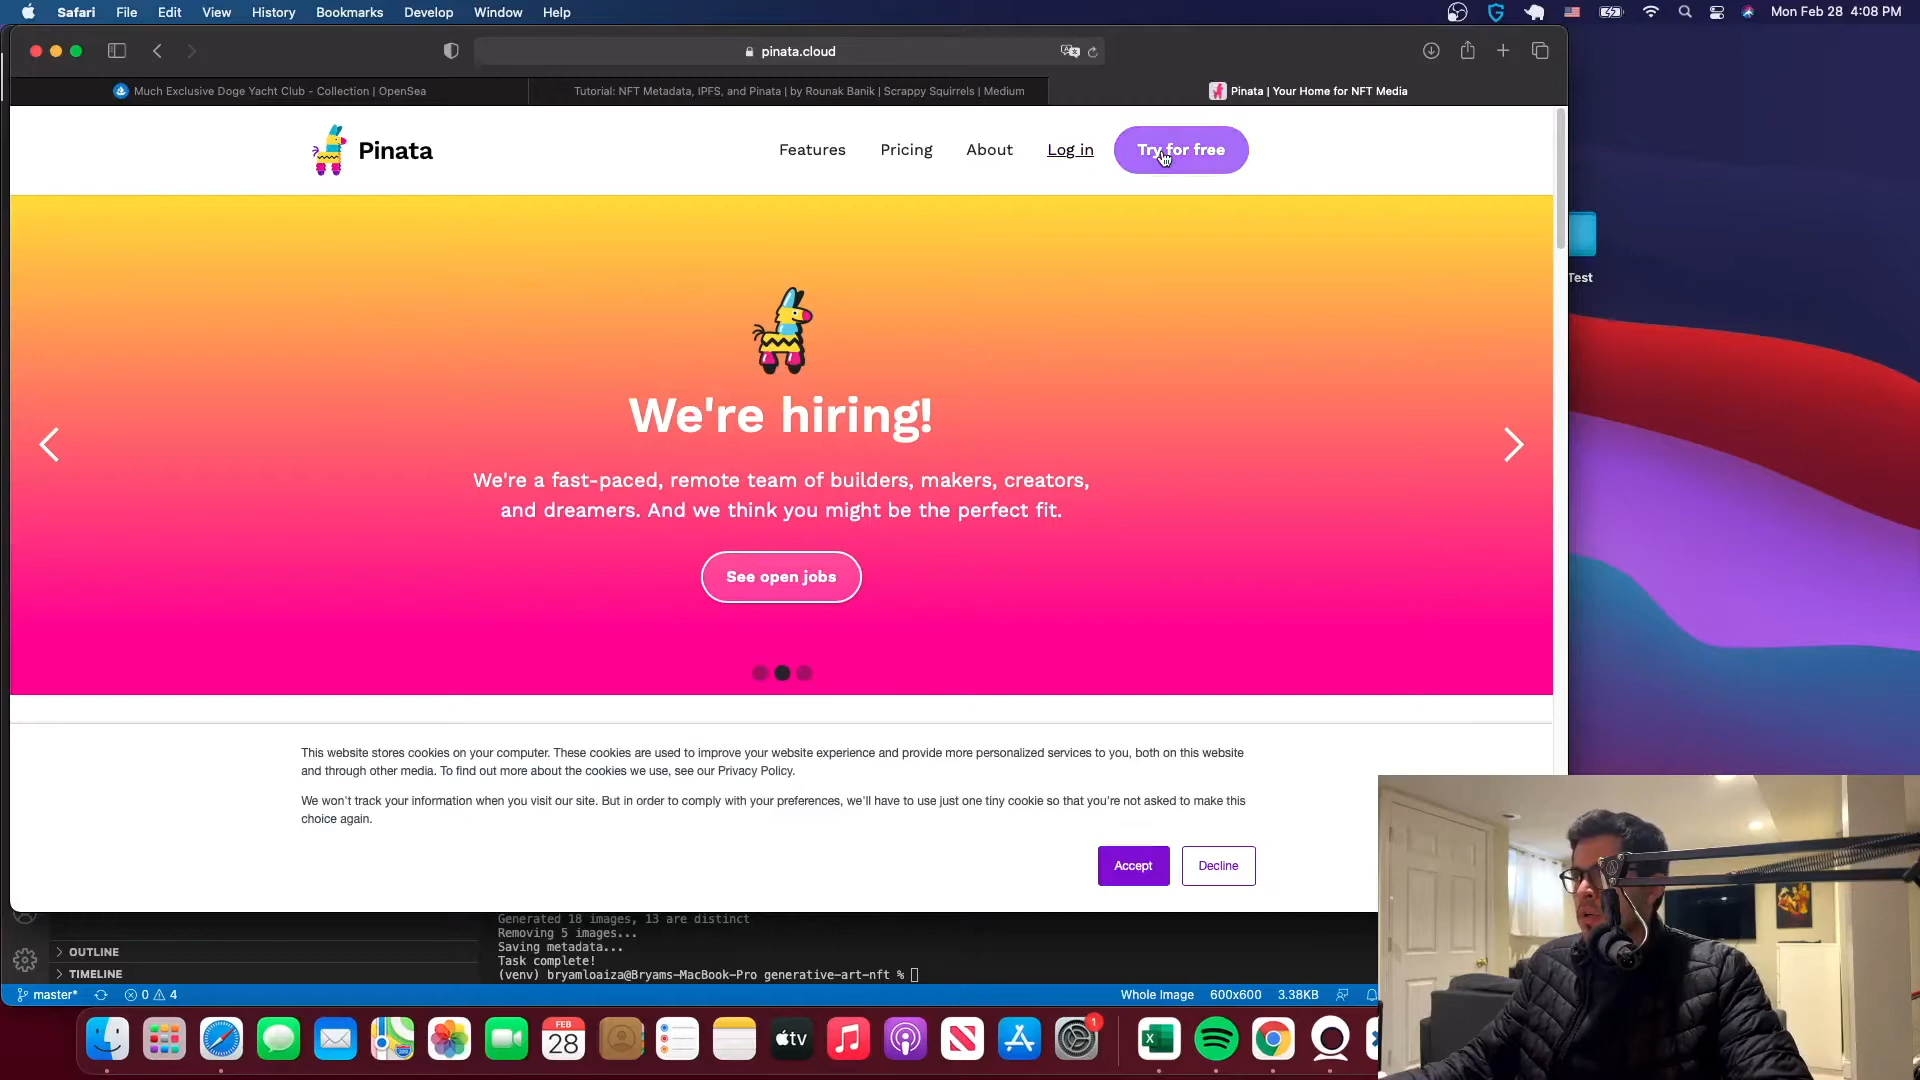 Safari File Edit View History Bookmarks Develop Window Help
Mon Feb 28 4:08 PM
pinata.cloud
Much Exclusive Doge Yacht Club - Collection | OpenSea
Tutorial: NFT Metadata, IPFS, and Pinata | by Rounak Banik | Scrappy Squirrels | Medium
Pinata | Your Home for NFT Media
Pinata
Features Pricing About Log in Try for free
Test
We're hiring!
We're a fast-paced, remote team of builders, makers, creators,
and dreamers. And we think you might be the perfect fit.
See open jobs
This website stores cookies on your computer. These cookies are used to improve your website experience and provide more personalized services to you, both on this website
and through other media. To find out more about the cookies we use, see our Privacy Policy.
We won't track your information when you visit our site. But in order to comply with your preferences, we'll have to use just one tiny cookie so that you're not asked to make this
choice again.
Accept Decline
Generated 18 images, 13 are distinct
Removing 5 images...
Saving metadata...
Task complete!
(venv) bryamloaiza@Bryams-MacBook-Pro generative-art-nft %
OUTLINE
TIMELINE
master* 0 4
Whole Image 600x600 3.38KB
FEB
28
tv
1